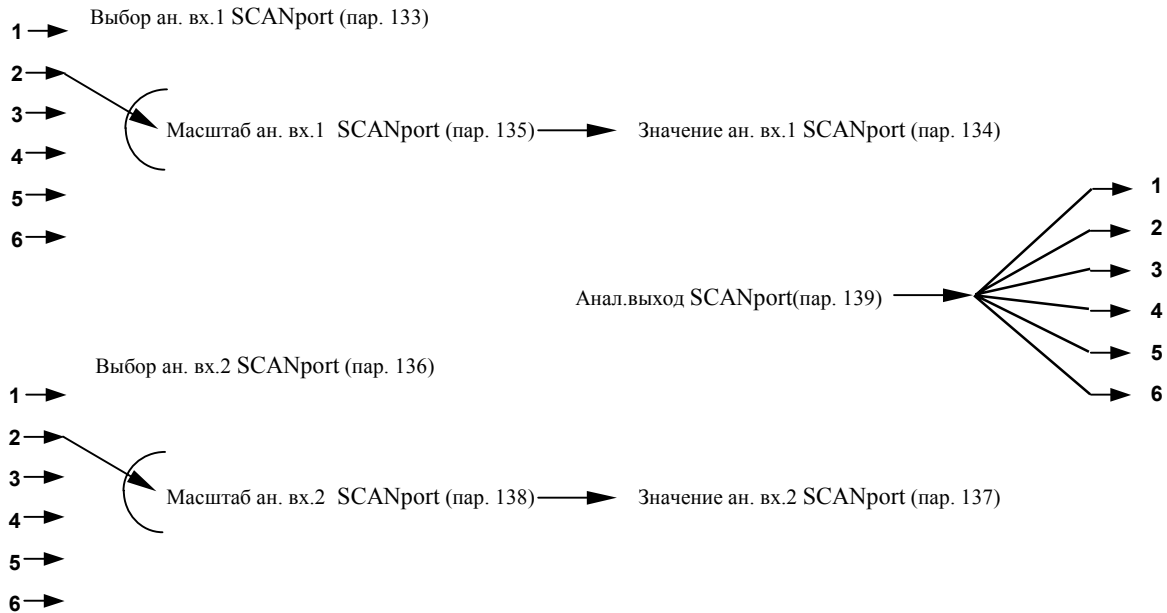 Выбор ан. вх.1 SCANport (пар. 133)
1
2
3
4
5
6
Масштаб ан. вх.1 SCANport (пар. 135)
Значение ан. вх.1 SCANport (пар. 134)
Анал.выход SCANport(пар. 139)
1
2
3
4
5
6
Выбор ан. вх.2 SCANport (пар. 136)
1
2
3
4
5
6
Масштаб ан. вх.2 SCANport (пар. 138)
Значение ан. вх.2 SCANport (пар. 137)